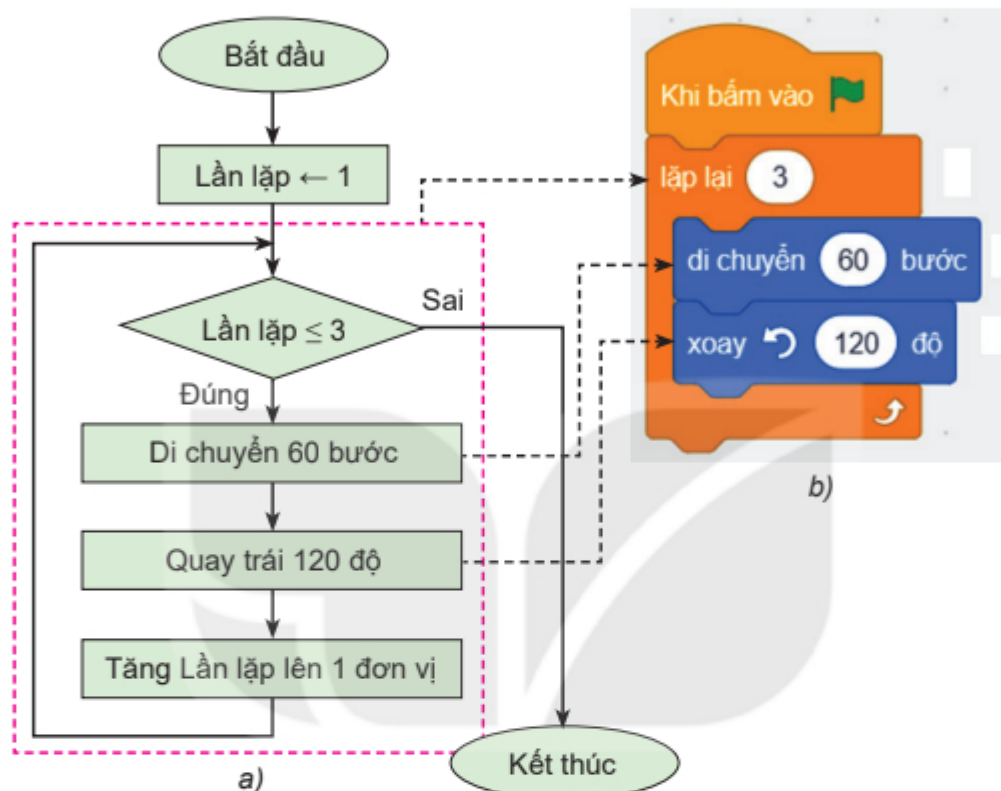 Bắt đầu
Lần lặp ← 1
Lần lặp ≤ 3
Sai
Đúng
Di chuyển 60 bước
Quay trái 120 độ
Tăng Lần lặp lên 1 đơn vị
Kết thúc
a)
Khi bấm vào
lặp lại 3
di chuyển 60 bước
xoay 120 độ
b)